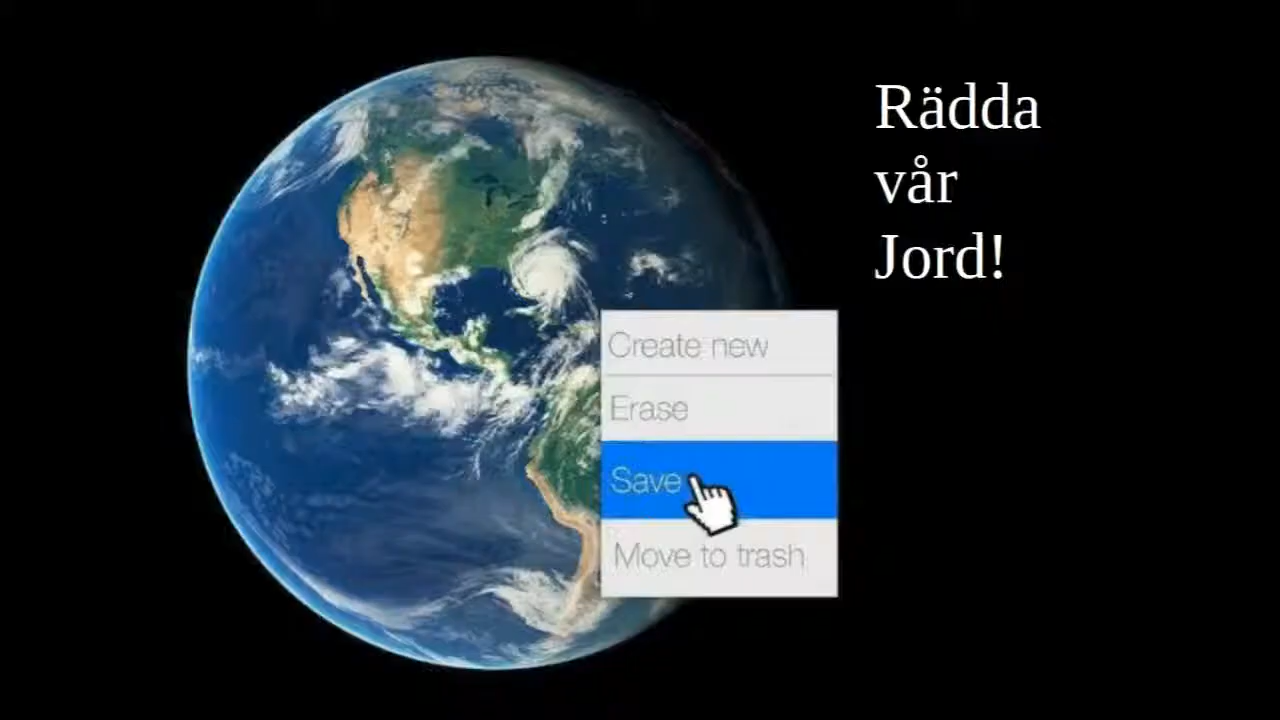 Rädda
vår
Jord!
Create new
Erase
Save
Move to trash